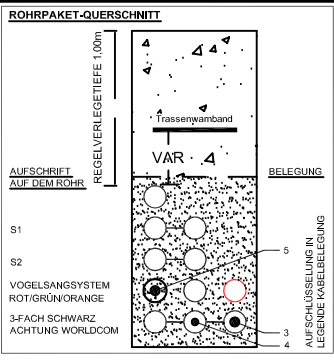 ROHRPAKET-QUERSCHNITT
REGELVERLEGETIEFE 1,00m
Trassenwarnband
VAR
AUFSCHRIFT
AUF DEM ROHR
BELEGUNG
S1
S2
VOGELSANGSYSTEM
ROT/GRÜN/ORANGE
3-FACH SCHWARZ
ACHTUNG WORLDCOM
5
3
4
AUFSCHLÜSSELUNG IN
LEGENDE KABELBELEGUNG